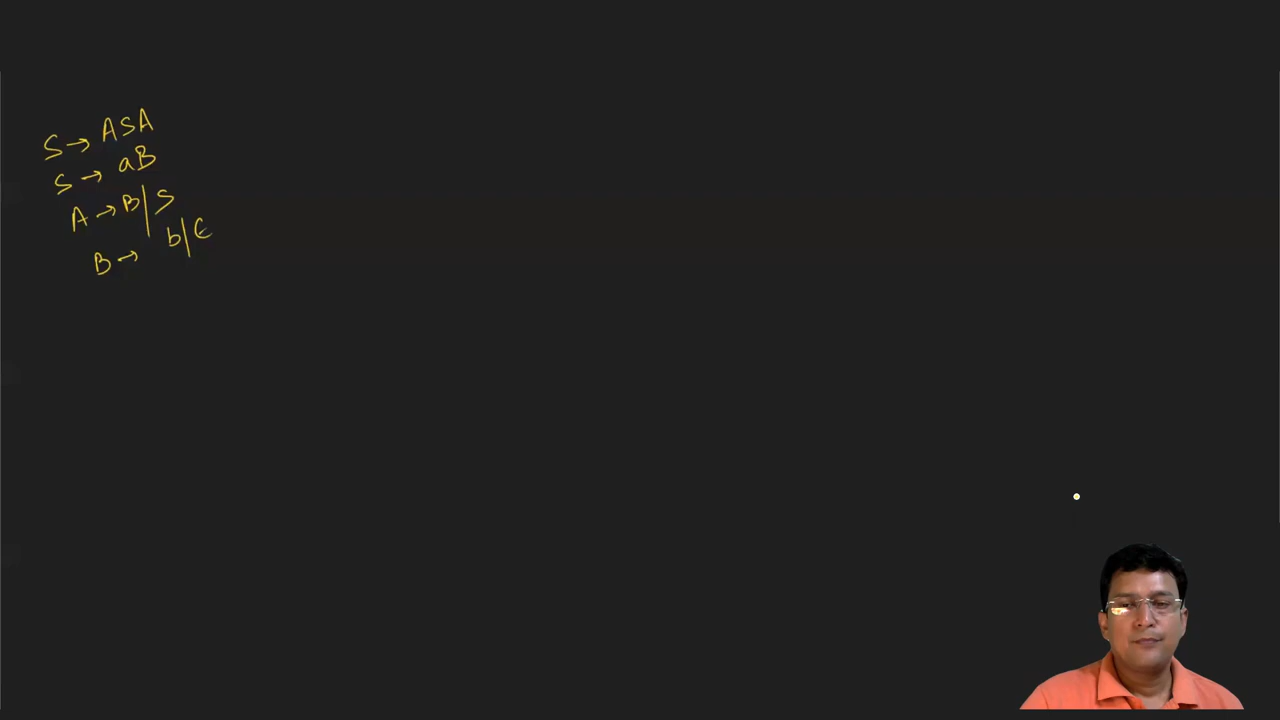 S → ASA
S → aB
A → B|S
B → b|ϵ